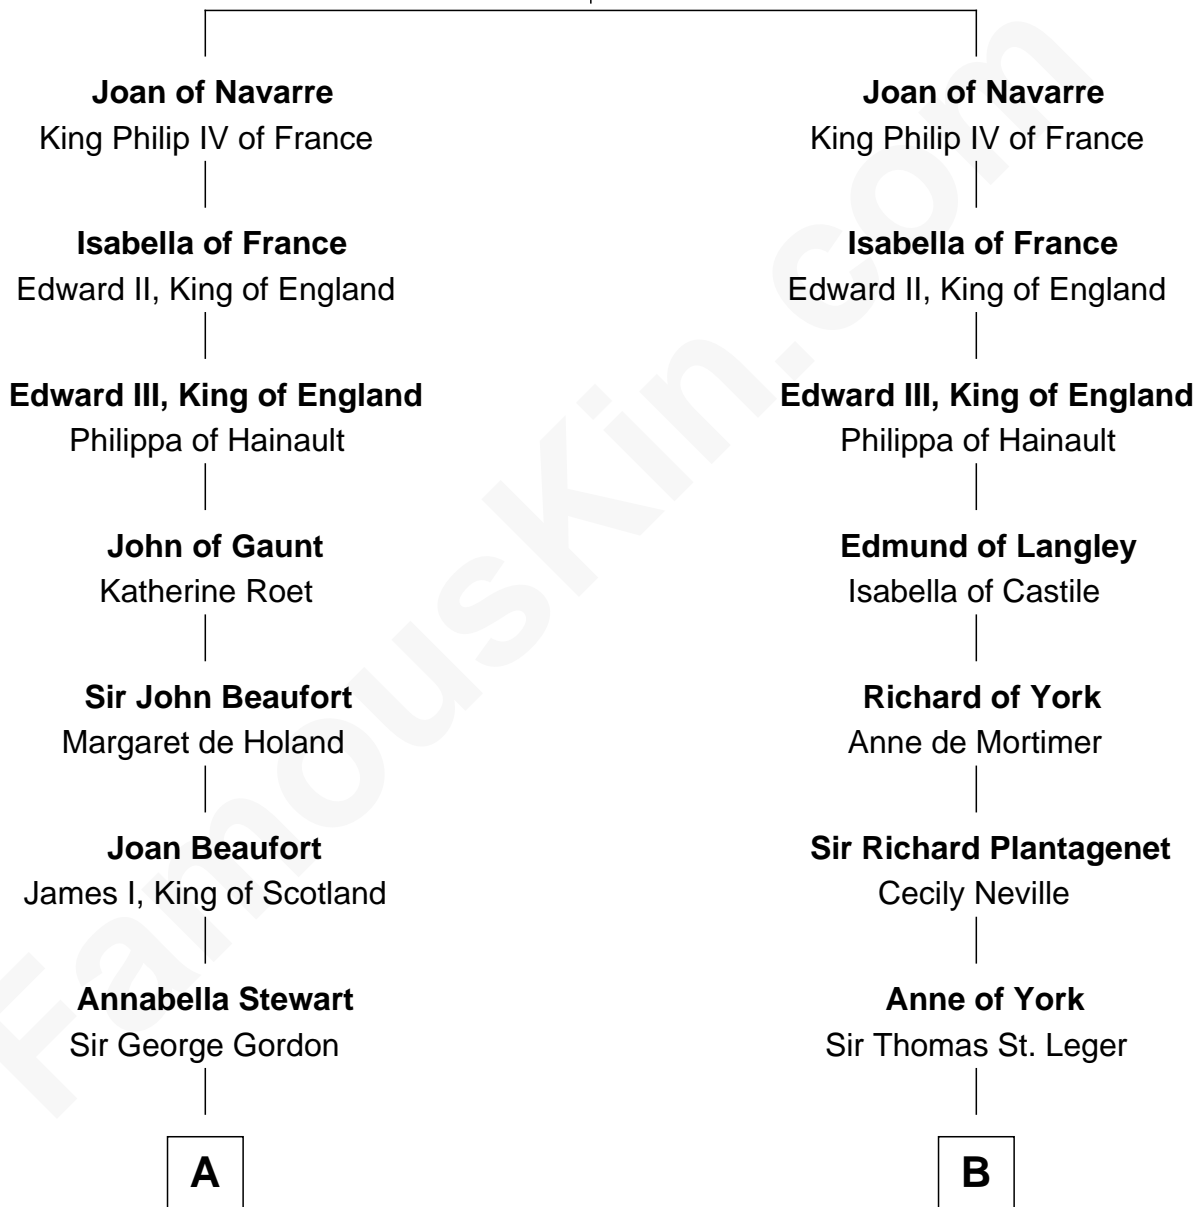 Joan of Navarre
King Philip IV of France
Isabella of France
Edward II, King of England
Edward III, King of England
Philippa of Hainault
John of Gaunt
Katherine Roet
Sir John Beaufort
Margaret de Holand
Joan Beaufort
James I, King of Scotland
Annabella Stewart
Sir George Gordon
A
Joan of Navarre
King Philip IV of France
Isabella of France
Edward II, King of England
Edward III, King of England
Philippa of Hainault
Edmund of Langley
Isabella of Castile
Richard of York
Anne de Mortimer
Sir Richard Plantagenet
Cecily Neville
Anne of York
Sir Thomas St. Leger
B
FamousKin.com